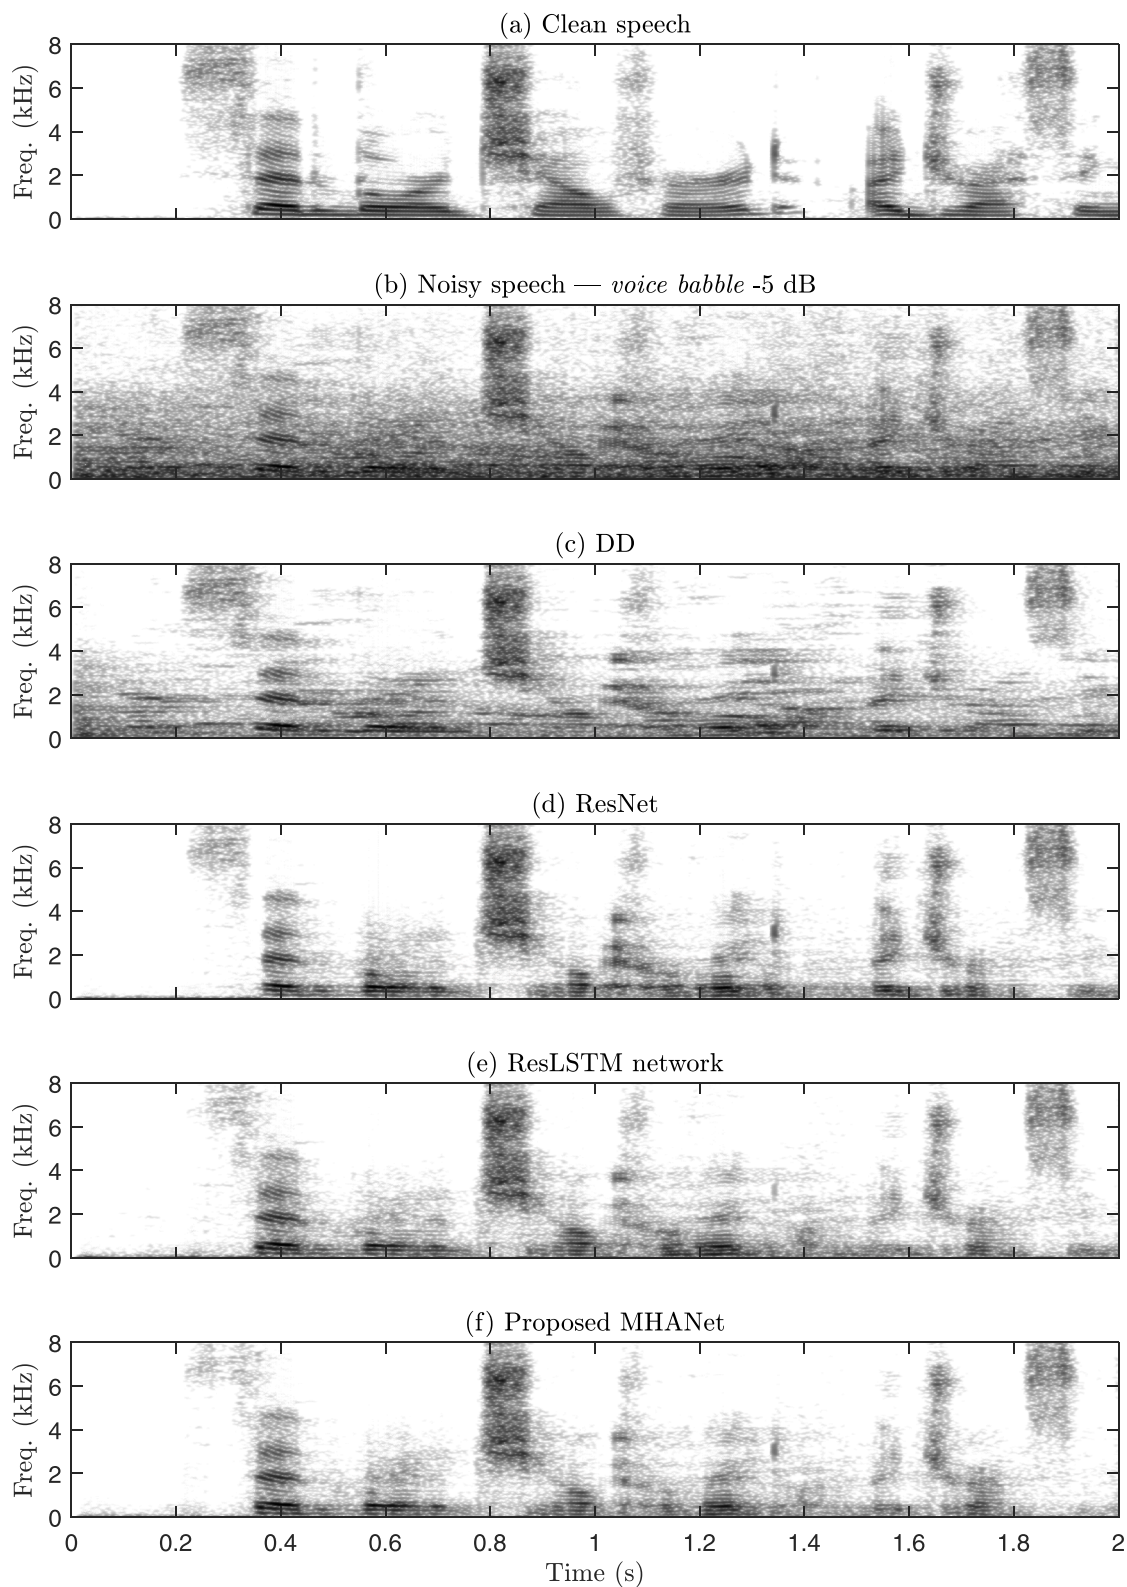 (a) Clean speech
8
6
4
2
0
Freq. (kHz)
(b) Noisy speech — voice babble -5 dB
8
6
4
2
0
Freq. (kHz)
(c) DD
8
6
4
2
0
Freq. (kHz)
(d) ResNet
8
6
4
2
0
Freq. (kHz)
(e) ResLSTM network
8
6
4
2
0
Freq. (kHz)
(f) Proposed MHANet
8
6
4
2
0
Freq. (kHz)
0 0.2 0.4 0.6 0.8 1 1.2 1.4 1.6 1.8 2
Time (s)